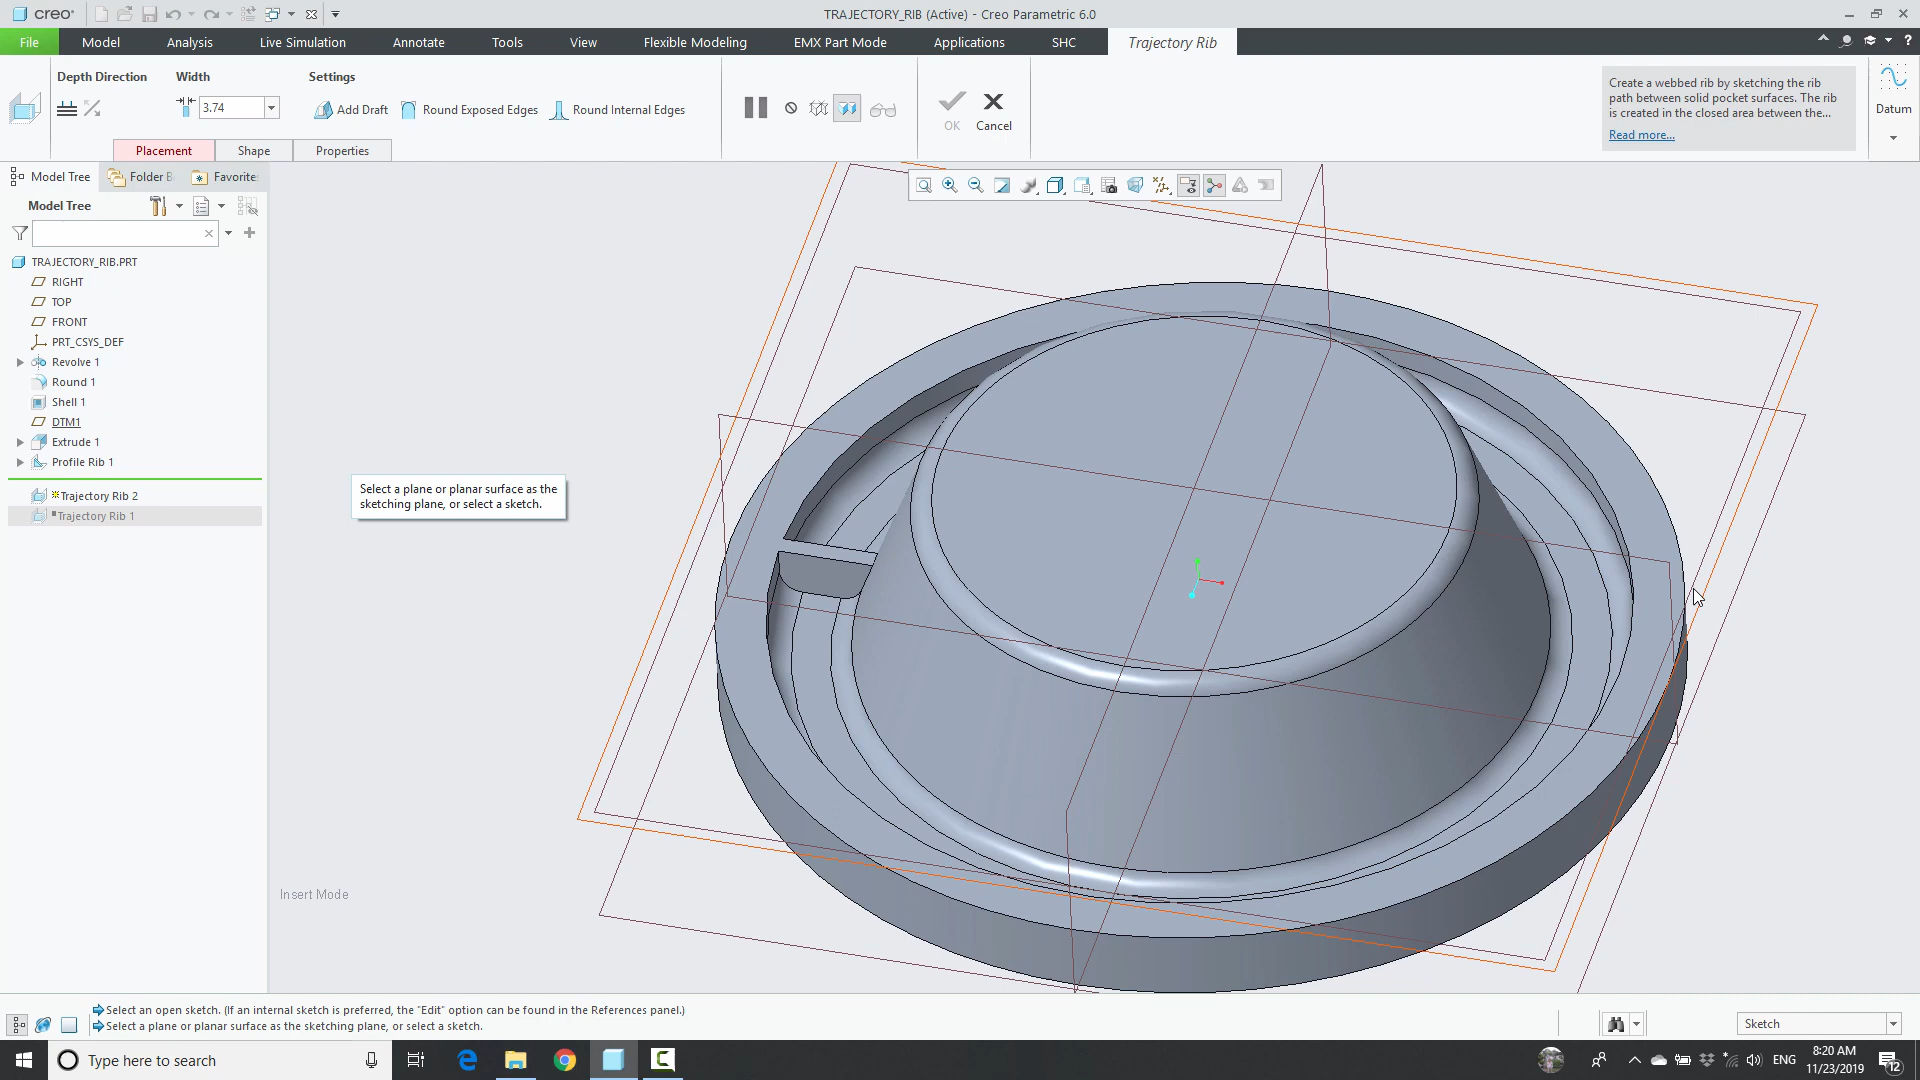 creo
TRAJECTORY_RIB (Active) - Creo Parametric 6.0
File
Model
Analysis
Live Simulation
Annotate
Tools
View
Flexible Modeling
EMX Part Mode
Applications
SHC
Trajectory Rib
Depth Direction
Width
Settings
3.74
Add Draft
Round Exposed Edges
Round Internal Edges
OK
Cancel
Create a webbed rib by sketching the rib
path between solid pocket surfaces. The rib
is created in the closed area between the...
Read more...
Datum
Placement
Shape
Properties
Model Tree
Folder B
Favorite
Model Tree
TRAJECTORY_RIB.PRT
RIGHT
TOP
FRONT
PRT_CSYS_DEF
Revolve 1
Round 1
Shell 1
DTM1
Extrude 1
Profile Rib 1
Trajectory Rib 2
Trajectory Rib 1
Select a plane or planar surface as the
sketching plane, or select a sketch.
Insert Mode
Select an open sketch. (If an internal sketch is preferred, the "Edit" option can be found in the References panel.)
Select a plane or planar surface as the sketching plane, or select a sketch.
Sketch
Type here to search
ENG
8:20 AM
11/23/2019
12